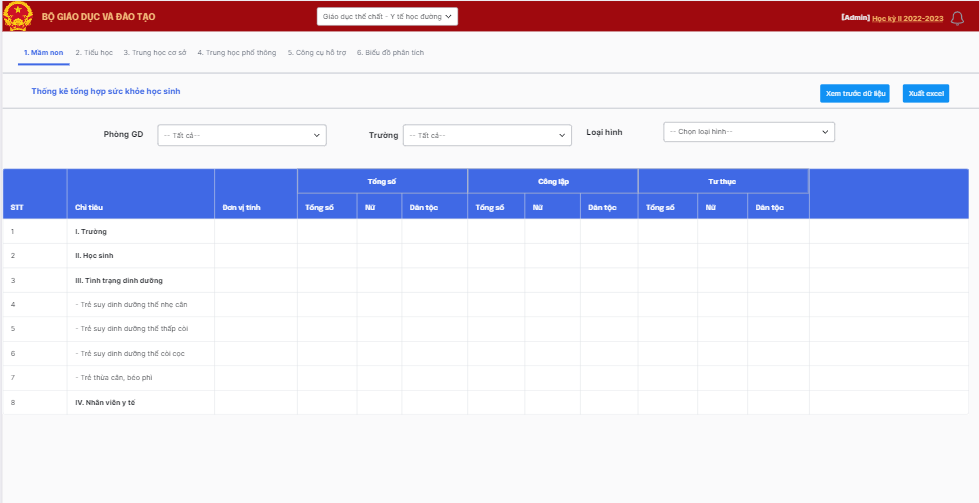 BỘ GIÁO DỤC VÀ ĐÀO TẠO
Giáo dục thể chất - Y tế học đường
[Admin] Học kỳ II 2022-2023
1. Mầm non 2. Tiểu học 3. Trung học cơ sở 4. Trung học phổ thông 5. Công cụ hỗ trợ 6. Biểu đồ phân tích
Thống kê tổng hợp sức khỏe học sinh
Xem trước dữ liệu Xuất excel
Phòng GD -- Tất cả-- Trường -- Tất cả-- Loại hình -- Chọn loại hình--
Tổng số Công lập Tư thục
STT Chỉ tiêu Đơn vị tính Tổng số Nữ Dân tộc Tổng số Nữ Dân tộc Tổng số Nữ Dân tộc
1 I. Trường
2 II. Học sinh
3 III. Tình trạng dinh dưỡng
4 - Trẻ suy dinh dưỡng thể nhẹ cân
5 - Trẻ suy dinh dưỡng thể thấp còi
6 - Trẻ suy dinh dưỡng thể còi cọc
7 - Trẻ thừa cân, béo phì
8 IV. Nhân viên y tế